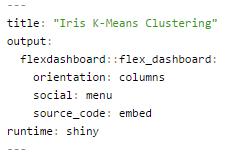 ---
title: "Iris K-Means Clustering"
output:
  flexdashboard::flex_dashboard:
    orientation: columns
    social: menu
    source_code: embed
runtime: shiny
---